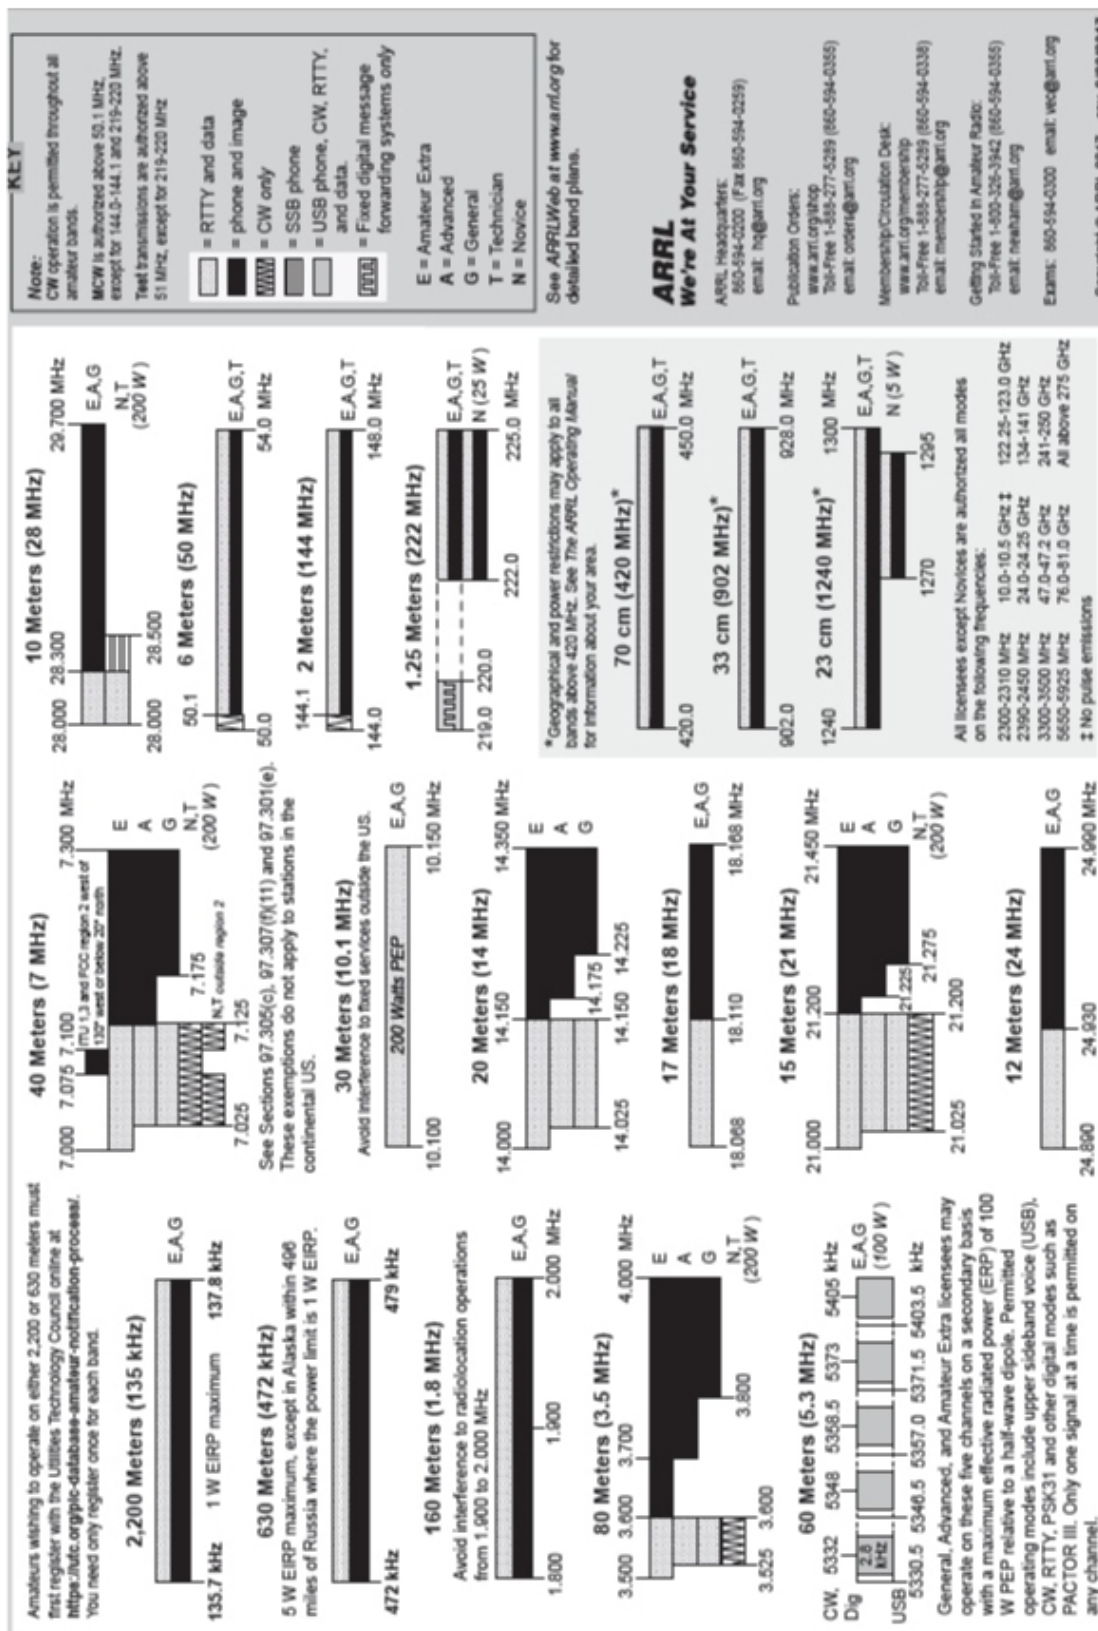 Amateurs wishing to operate on either 2,200 or 630 meters must
first register with the Utilities Technology Council online at
https://utc.org/plc-database-amateur-notification-process/.
You need only register once for each band.
2,200 Meters (135 kHz)
E,A,G
135.7 kHz 1 W EIRP maximum 137.8 kHz
630 Meters (472 kHz)
5 W EIRP maximum, except in Alaska within 496
miles of Russia where the power limit is 1 W EIRP.
E,A,G
472 kHz 479 kHz
160 Meters (1.8 MHz)
Avoid interference to radiolocation operations
from 1.900 to 2.000 MHz
E,A,G
1.800 1.900 2.000 MHz
80 Meters (3.5 MHz)
3.500 3.600 3.700 4.000 MHz
E
A
G
N,T
(200 W)
3.525 3.600 3.800
60 Meters (5.3 MHz)
CW, 5332 5348 5358.5 5373 5405 kHz
Dig
2.8
kHz
E,A,G
(100 W)
USB
5330.5 5346.5 5357.0 5371.5 5403.5 kHz
General, Advanced, and Amateur Extra licensees may
operate on these five channels on a secondary basis
with a maximum effective radiated power (ERP) of 100
W PEP relative to a half-wave dipole. Permitted
operating modes include upper sideband voice (USB),
CW, RTTY, PSK31 and other digital modes such as
PACTOR III. Only one signal at a time is permitted on
any channel.
40 Meters (7 MHz)
7.000 7.075 7.100 7.300 MHz
ITU 1,3 and FCC region 2 west of
130° west or below 20° north
E
A
G
N,T
(200 W)
7.175
N,T outside region 2
7.025 7.125
See Sections 97.305(c), 97.307(f)(11) and 97.301(e).
These exemptions do not apply to stations in the
continental US.
30 Meters (10.1 MHz)
Avoid interference to fixed services outside the US.
200 Watts PEP
E,A,G
10.100 10.150 MHz
20 Meters (14 MHz)
14.000 14.150 14.350 MHz
E
A
G
14.175
14.025 14.150 14.225
17 Meters (18 MHz)
E,A,G
18.068 18.110 18.168 MHz
15 Meters (21 MHz)
21.000 21.200 21.450 MHz
E
A
G
N,T
(200 W)
21.225
21.275
21.025 21.200
12 Meters (24 MHz)
E,A,G
24.890 24.930 24.990 MHz
10 Meters (28 MHz)
28.000 28.300 29.700 MHz
E,A,G
N,T
(200 W)
28.000 28.500
6 Meters (50 MHz)
50.1
E,A,G,T
50.0 54.0 MHz
2 Meters (144 MHz)
144.1
E,A,G,T
144.0 148.0 MHz
1.25 Meters (222 MHz)
E,A,G,T
N (25 W)
219.0 220.0 222.0 225.0 MHz
*Geographical and power restrictions may apply to all
bands above 420 MHz. See The ARRL Operating Manual
for information about your area.
70 cm (420 MHz)*
E,A,G,T
420.0 450.0 MHz
33 cm (902 MHz)*
E,A,G,T
902.0 928.0 MHz
23 cm (1240 MHz)*
1240 1300 MHz
E,A,G,T
N (5 W)
1270 1295
All licensees except Novices are authorized all modes
on the following frequencies:
2300-2310 MHz 10.0-10.5 GHz ‡ 122.25-123.0 GHz
2390-2450 MHz 24.0-24.25 GHz 134-141 GHz
3300-3500 MHz 47.0-47.2 GHz 241-250 GHz
5650-5925 MHz 76.0-81.0 GHz All above 275 GHz
‡ No pulse emissions
KEY
Note:
CW operation is permitted throughout all
amateur bands.
MCW is authorized above 50.1 MHz,
except for 144.0-144.1 and 219-220 MHz.
Test transmissions are authorized above
51 MHz, except for 219-220 MHz
= RTTY and data
= phone and image
= CW only
= SSB phone
= USB phone, CW, RTTY,
and data.
= Fixed digital message
forwarding systems only
E = Amateur Extra
A = Advanced
G = General
T = Technician
N = Novice
See ARRLWeb at www.arrl.org for
detailed band plans.
ARRL
We're At Your Service
ARRL Headquarters:
860-594-0200 (Fax 860-594-0259)
email: hq@arrl.org
Publication Orders:
www.arrl.org/shop
Toll-Free 1-888-277-5289 (860-594-0355)
email: orders@arrl.org
Membership/Circulation Desk:
www.arrl.org/membership
Toll-Free 1-888-277-5289 (860-594-0338)
email: membership@arrl.org
Getting Started in Amateur Radio:
Toll-Free 1-800-326-3942 (860-594-0355)
email: newham@arrl.org
Exams: 860-594-0300 email: vec@arrl.org